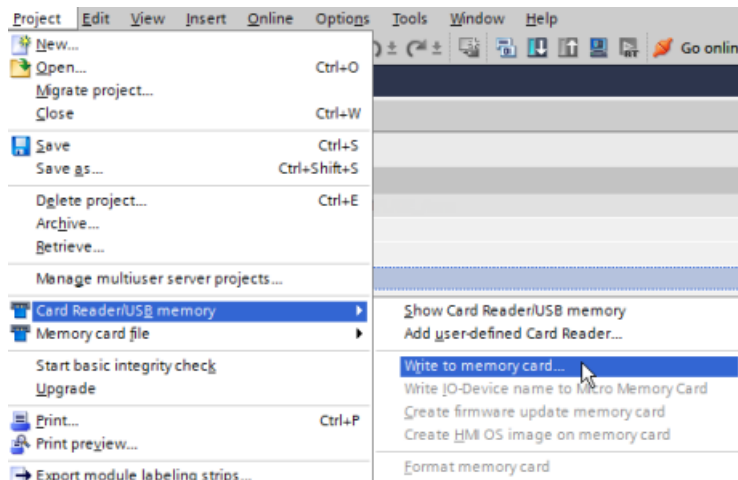 Project Edit View Insert Online Options Tools Window Help
New...
Open... Ctrl+O
Migrate project...
Close Ctrl+W
Save Ctrl+S
Save as... Ctrl+Shift+S
Delete project... Ctrl+E
Archive...
Retrieve...
Manage multiuser server projects...
Card Reader/USB memory
Memory card file
Start basic integrity check
Upgrade
Print... Ctrl+P
Print preview...
Export module labeling strips...
RT Go onlin
Show Card Reader/USB memory
Add user-defined Card Reader...
Write to memory card...
Write IO-Device name to Micro Memory Card
Create firmware update memory card
Create HMI OS image on memory card
Format memory card